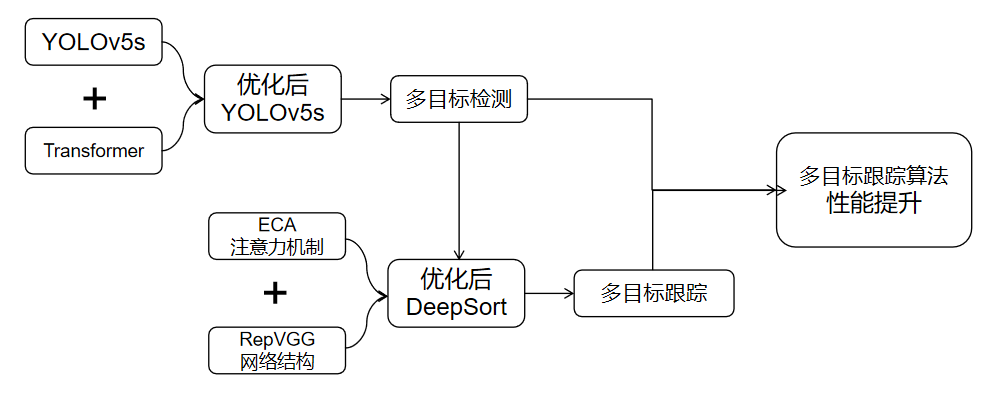 YOLOv5s
+
Transformer
优化后
YOLOv5s
多目标检测
ECA
注意力机制
+
RepVGG
网络结构
优化后
DeepSort
多目标跟踪
多目标跟踪算法
性能提升